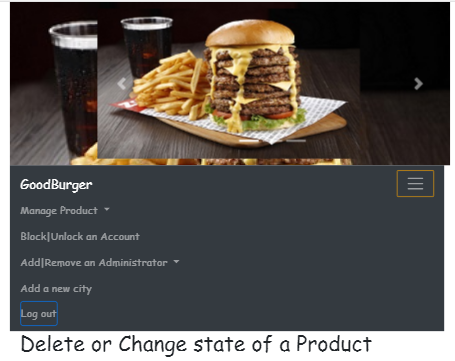 GoodBurger
Manage Product
Block|Unlock an Account
Add|Remove an Administrator
Add a new city
Log out
Delete or Change state of a Product